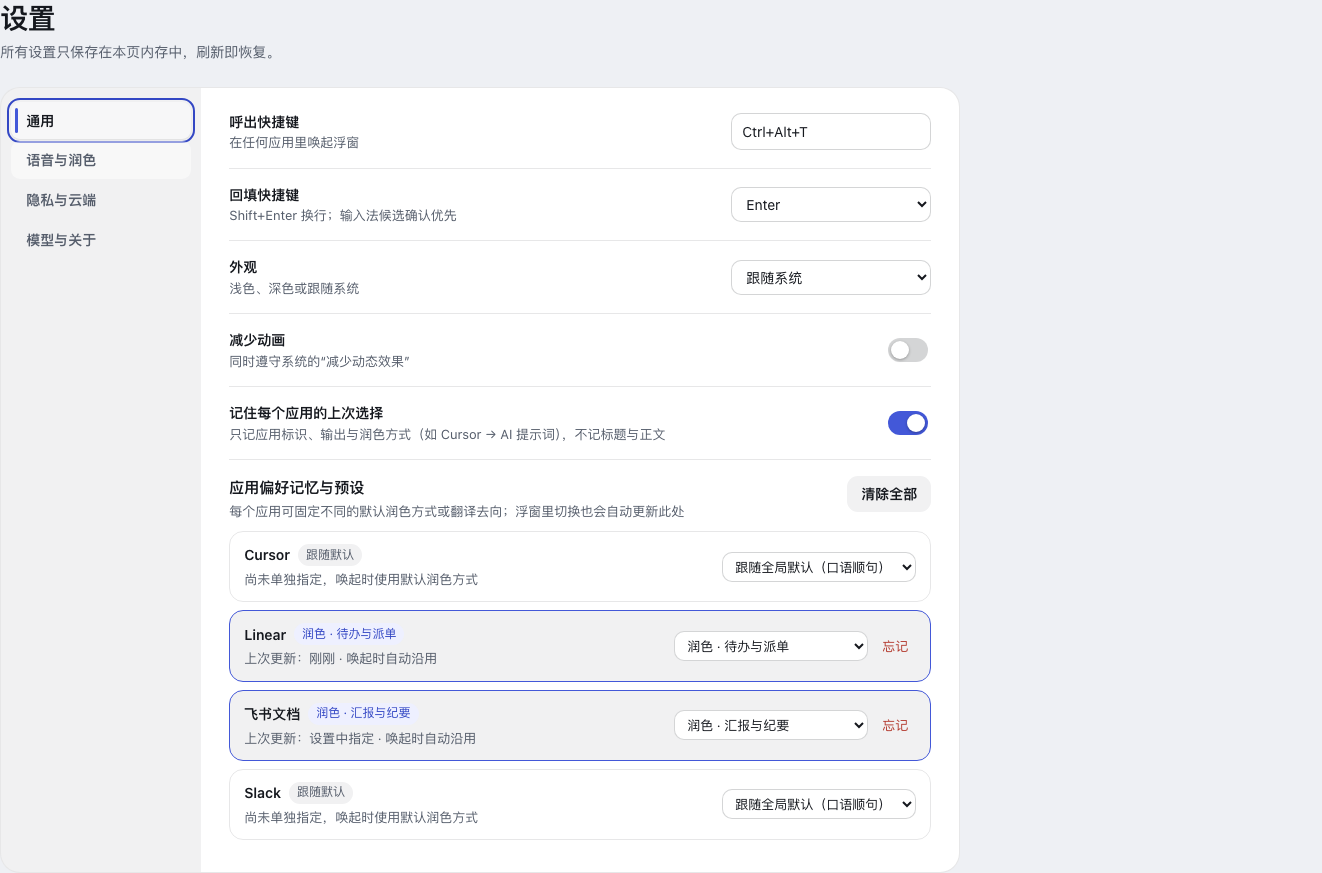 设置
所有设置只保存在本页内存中，刷新即恢复。
通用
语音与润色
隐私与云端
模型与关于
呼出快捷键
在任何应用里唤起浮窗
Ctrl+Alt+T
回填快捷键
Shift+Enter 换行；输入法候选确认优先
Enter
外观
浅色、深色或跟随系统
跟随系统
减少动画
同时遵守系统的“减少动态效果”
记住每个应用的上次选择
只记应用标识、输出与润色方式（如 Cursor → AI 提示词），不记标题与正文
应用偏好记忆与预设
每个应用可固定不同的默认润色方式或翻译去向；浮窗里切换也会自动更新此处
清除全部
Cursor 跟随默认
尚未单独指定，唤起时使用默认润色方式
跟随全局默认（口语顺句）
Linear 润色 · 待办与派单
上次更新：刚刚 · 唤起时自动沿用
润色 · 待办与派单
忘记
飞书文档 润色 · 汇报与纪要
上次更新：设置中指定 · 唤起时自动沿用
润色 · 汇报与纪要
忘记
Slack 跟随默认
尚未单独指定，唤起时使用默认润色方式
跟随全局默认（口语顺句）